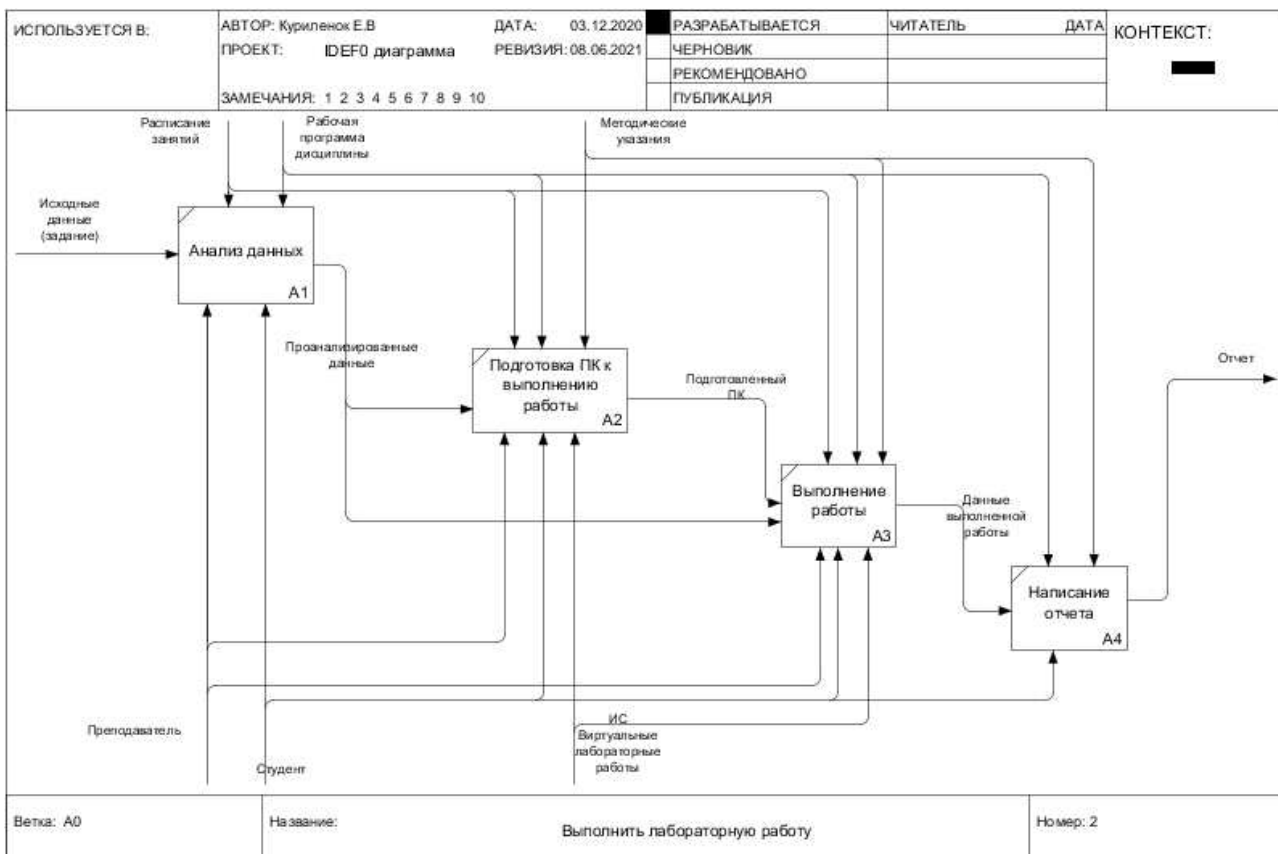 ИСПОЛЬЗУЕТСЯ В:
АВТОР: Куриленок Е.В
ДАТА: 03.12.2020
ПРОЕКТ: IDEF0 диаграмма
РЕВИЗИЯ: 08.06.2021
ЗАМЕЧАНИЯ: 1 2 3 4 5 6 7 8 9 10
РАЗРАБАТЫВАЕТСЯ
ЧЕРНОВИК
РЕКОМЕНДОВАНО
ПУБЛИКАЦИЯ
ЧИТАТЕЛЬ
ДАТА
КОНТЕКСТ:
Расписание
занятий
Рабочая
программа
дисциплины
Методические
указания
Исходные
данные
(задание)
Анализ данных
A1
Проанализированные
данные
Подготовка ПК к
выполнению
работы
A2
Подготовленный
ПК
Отчет
Выполнение
работы
A3
Данные
выполненной
работы
Написание
отчета
A4
Преподаватель
Студент
ИС
Виртуальные
лабораторные
работы
Ветка: A0
Название:
Выполнить лабораторную работу
Номер: 2